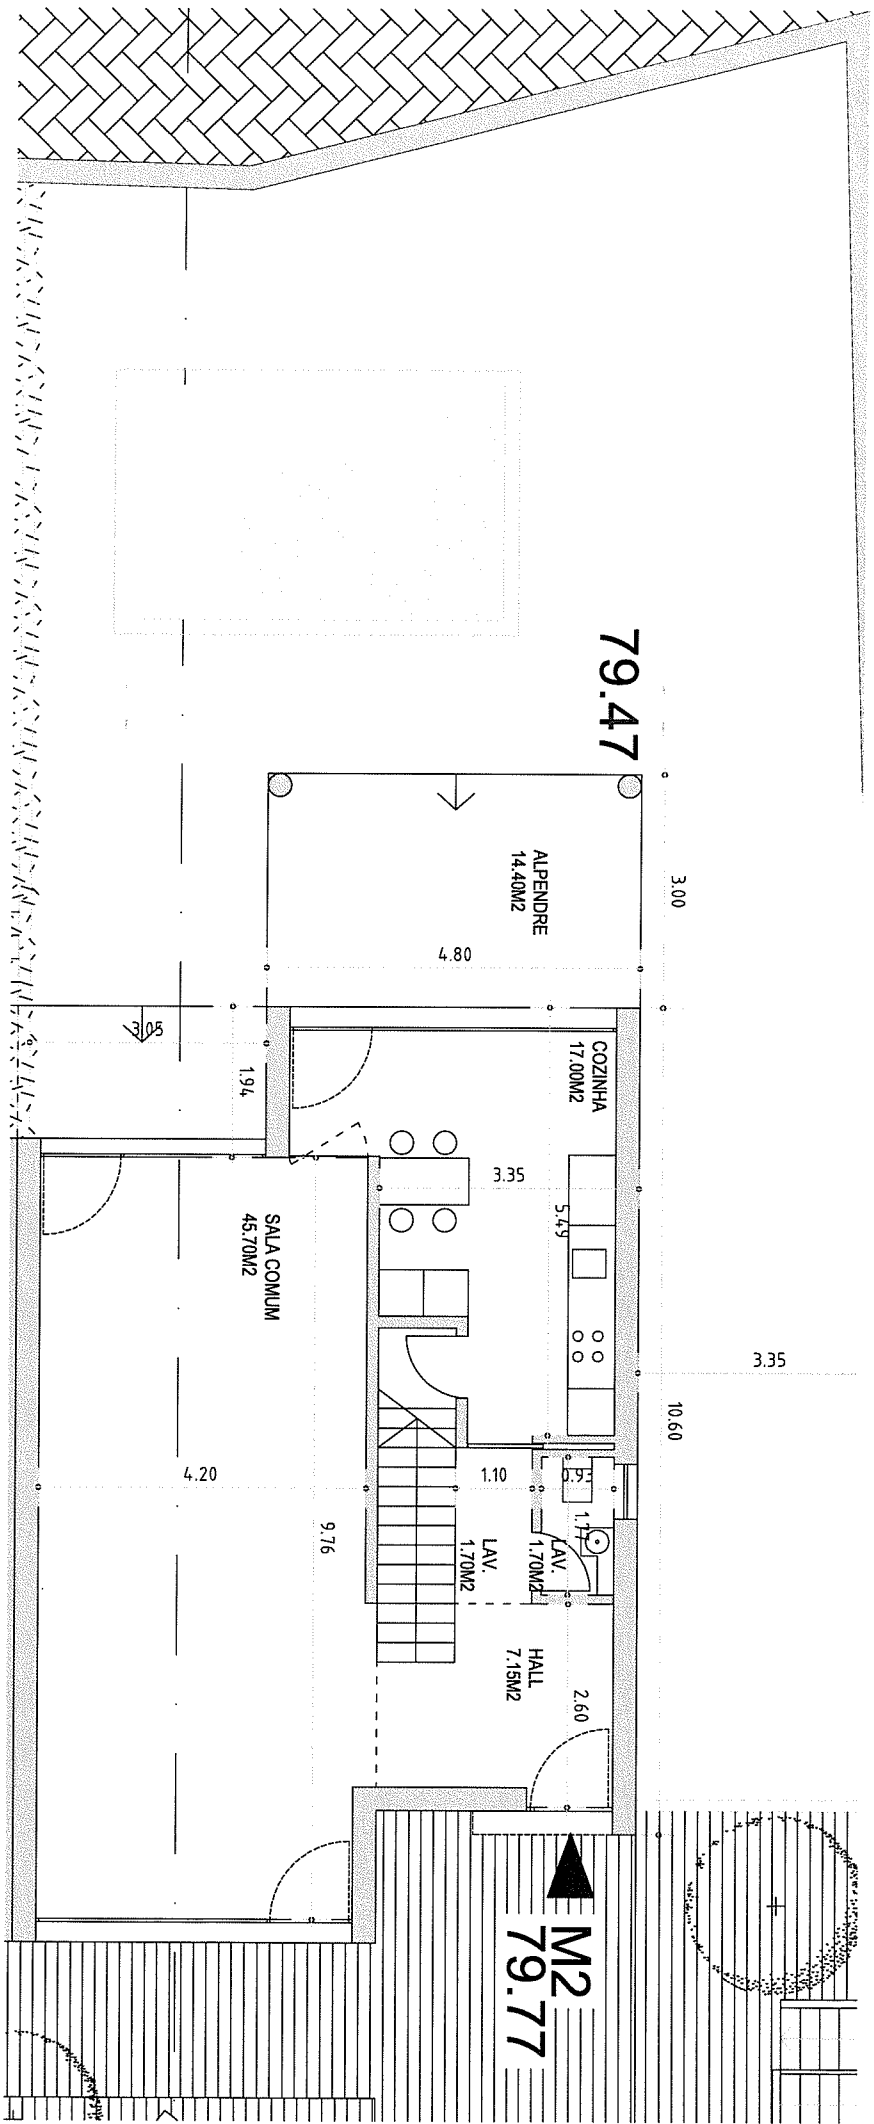 79.47
3.00
ALPENDRE
14.40M2
4.80
3.05
1.94
COZINHA
17.00M2
3.35
5.49
SALA COMUM
45.70M2
3.35
10.60
4.20
9.76
1.10
0.93
1.77
LAV.
1.70M2
LAV.
1.70M2
HALL
7.15M2
2.60
M2
79.77